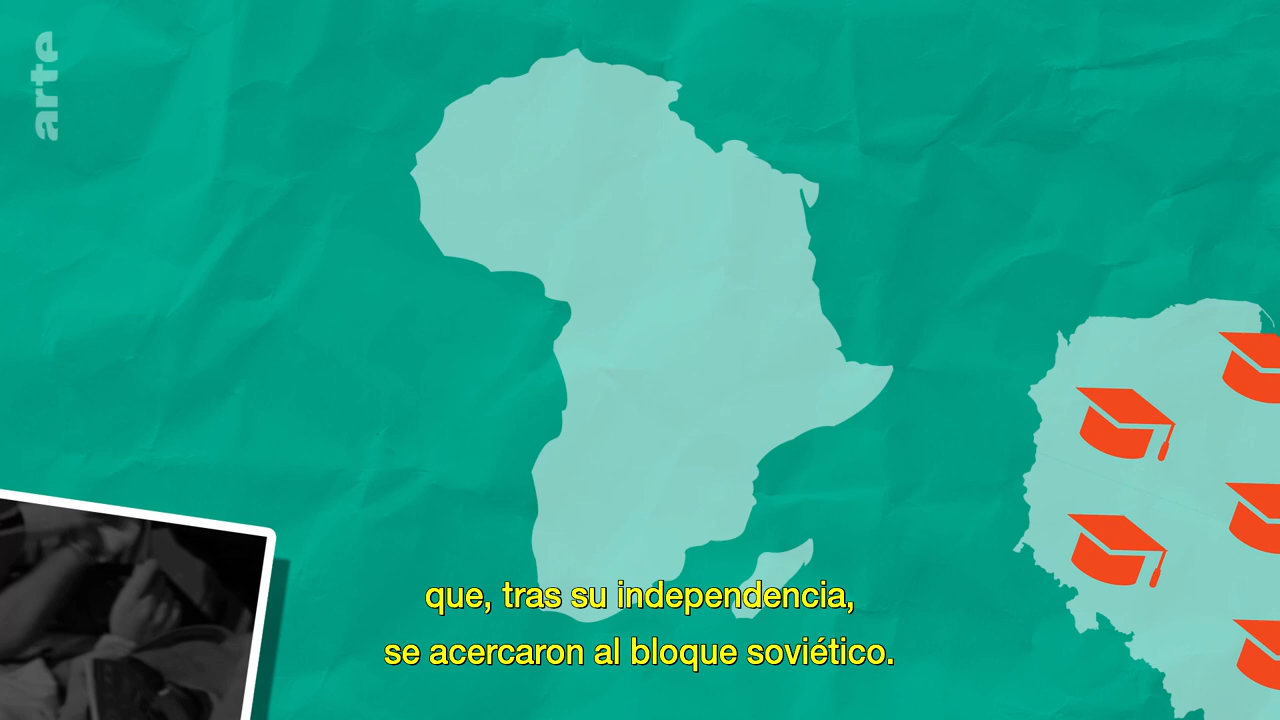 arte
que, tras su independencia,
se acercaron al bloque soviético.